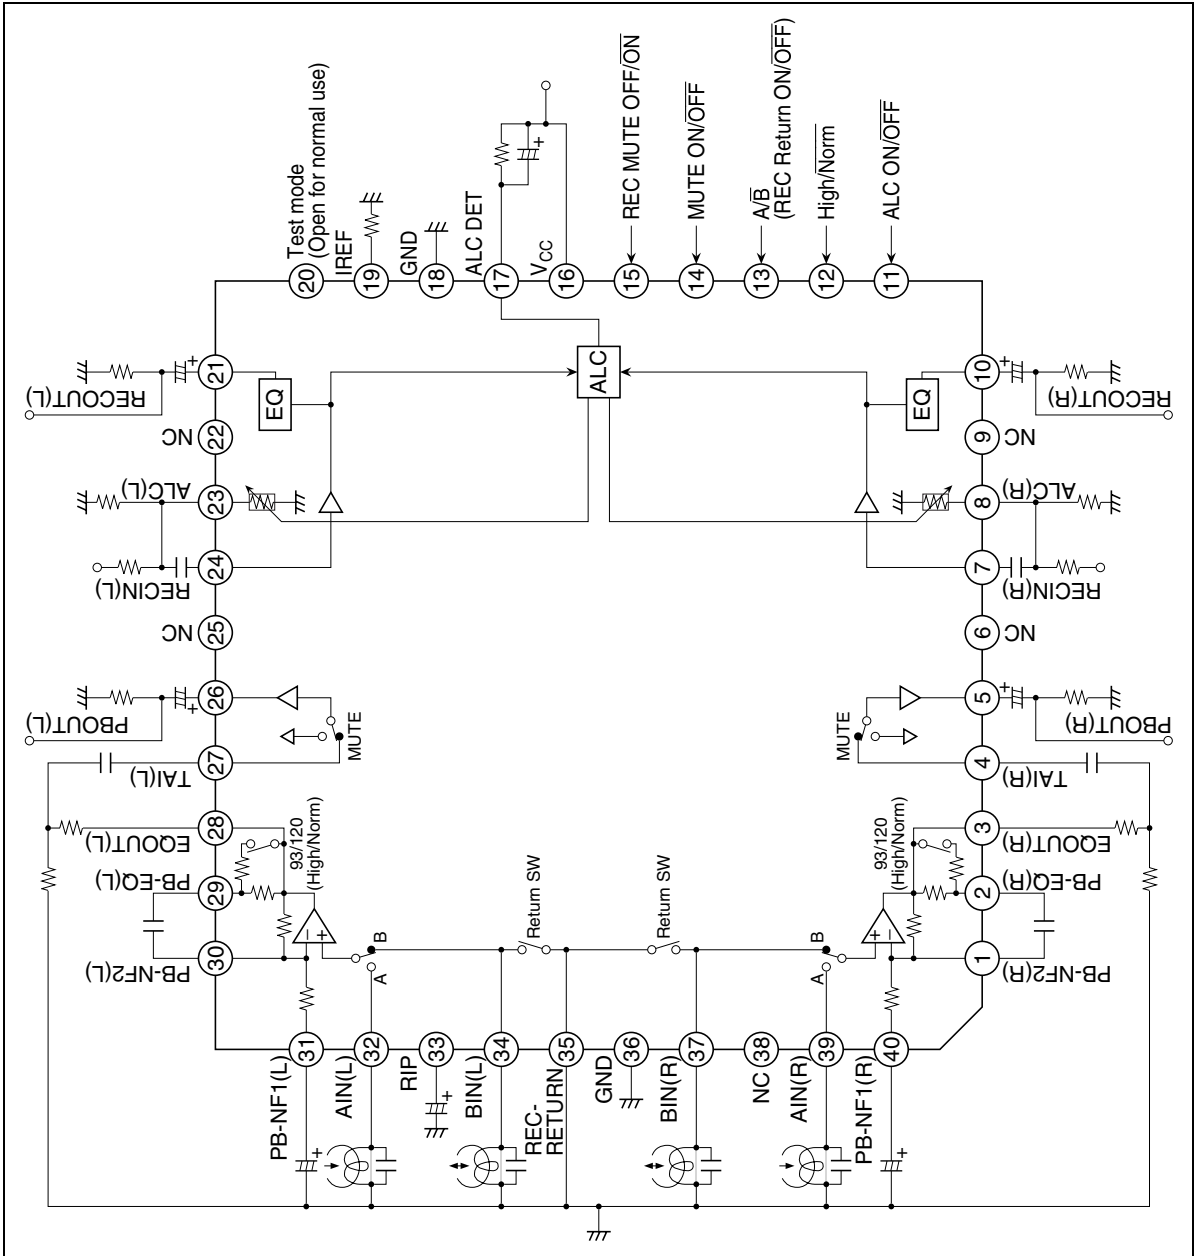 20 Test mode
(Open for normal use)
19 IREF
18 GND
17 ALC DET
16 VCC
15 REC MUTE OFF/ON
14 MUTE ON/OFF
13 A/B
(REC Return ON/OFF)
12 High/Norm
11 ALC ON/OFF
RECOUT(L) 21
EQ
NC 22
ALC(L) 23
RECIN(L) 24
NC 25
PBOUT(L) 26
MUTE
TAI(L) 27
EQOUT(L) 28
93/120
(High/Norm)
PB-EQ(L) 29
PB-NF2(L) 30
ALC
10 RECOUT(R)
EQ
9 NC
8 ALC(R)
7 RECIN(R)
6 NC
5 PBOUT(R)
MUTE
4 TAI(R)
3 EQOUT(R)
93/120
(High/Norm)
2 PB-EQ(R)
1 PB-NF2(R)
B
A
Return SW
Return SW
B
A
31 PB-NF1(L)
32 AIN(L)
33 RIP
34 BIN(L)
35 REC-
RETURN
36 GND
37 BIN(R)
38 NC
39 AIN(R)
40 PB-NF1(R)